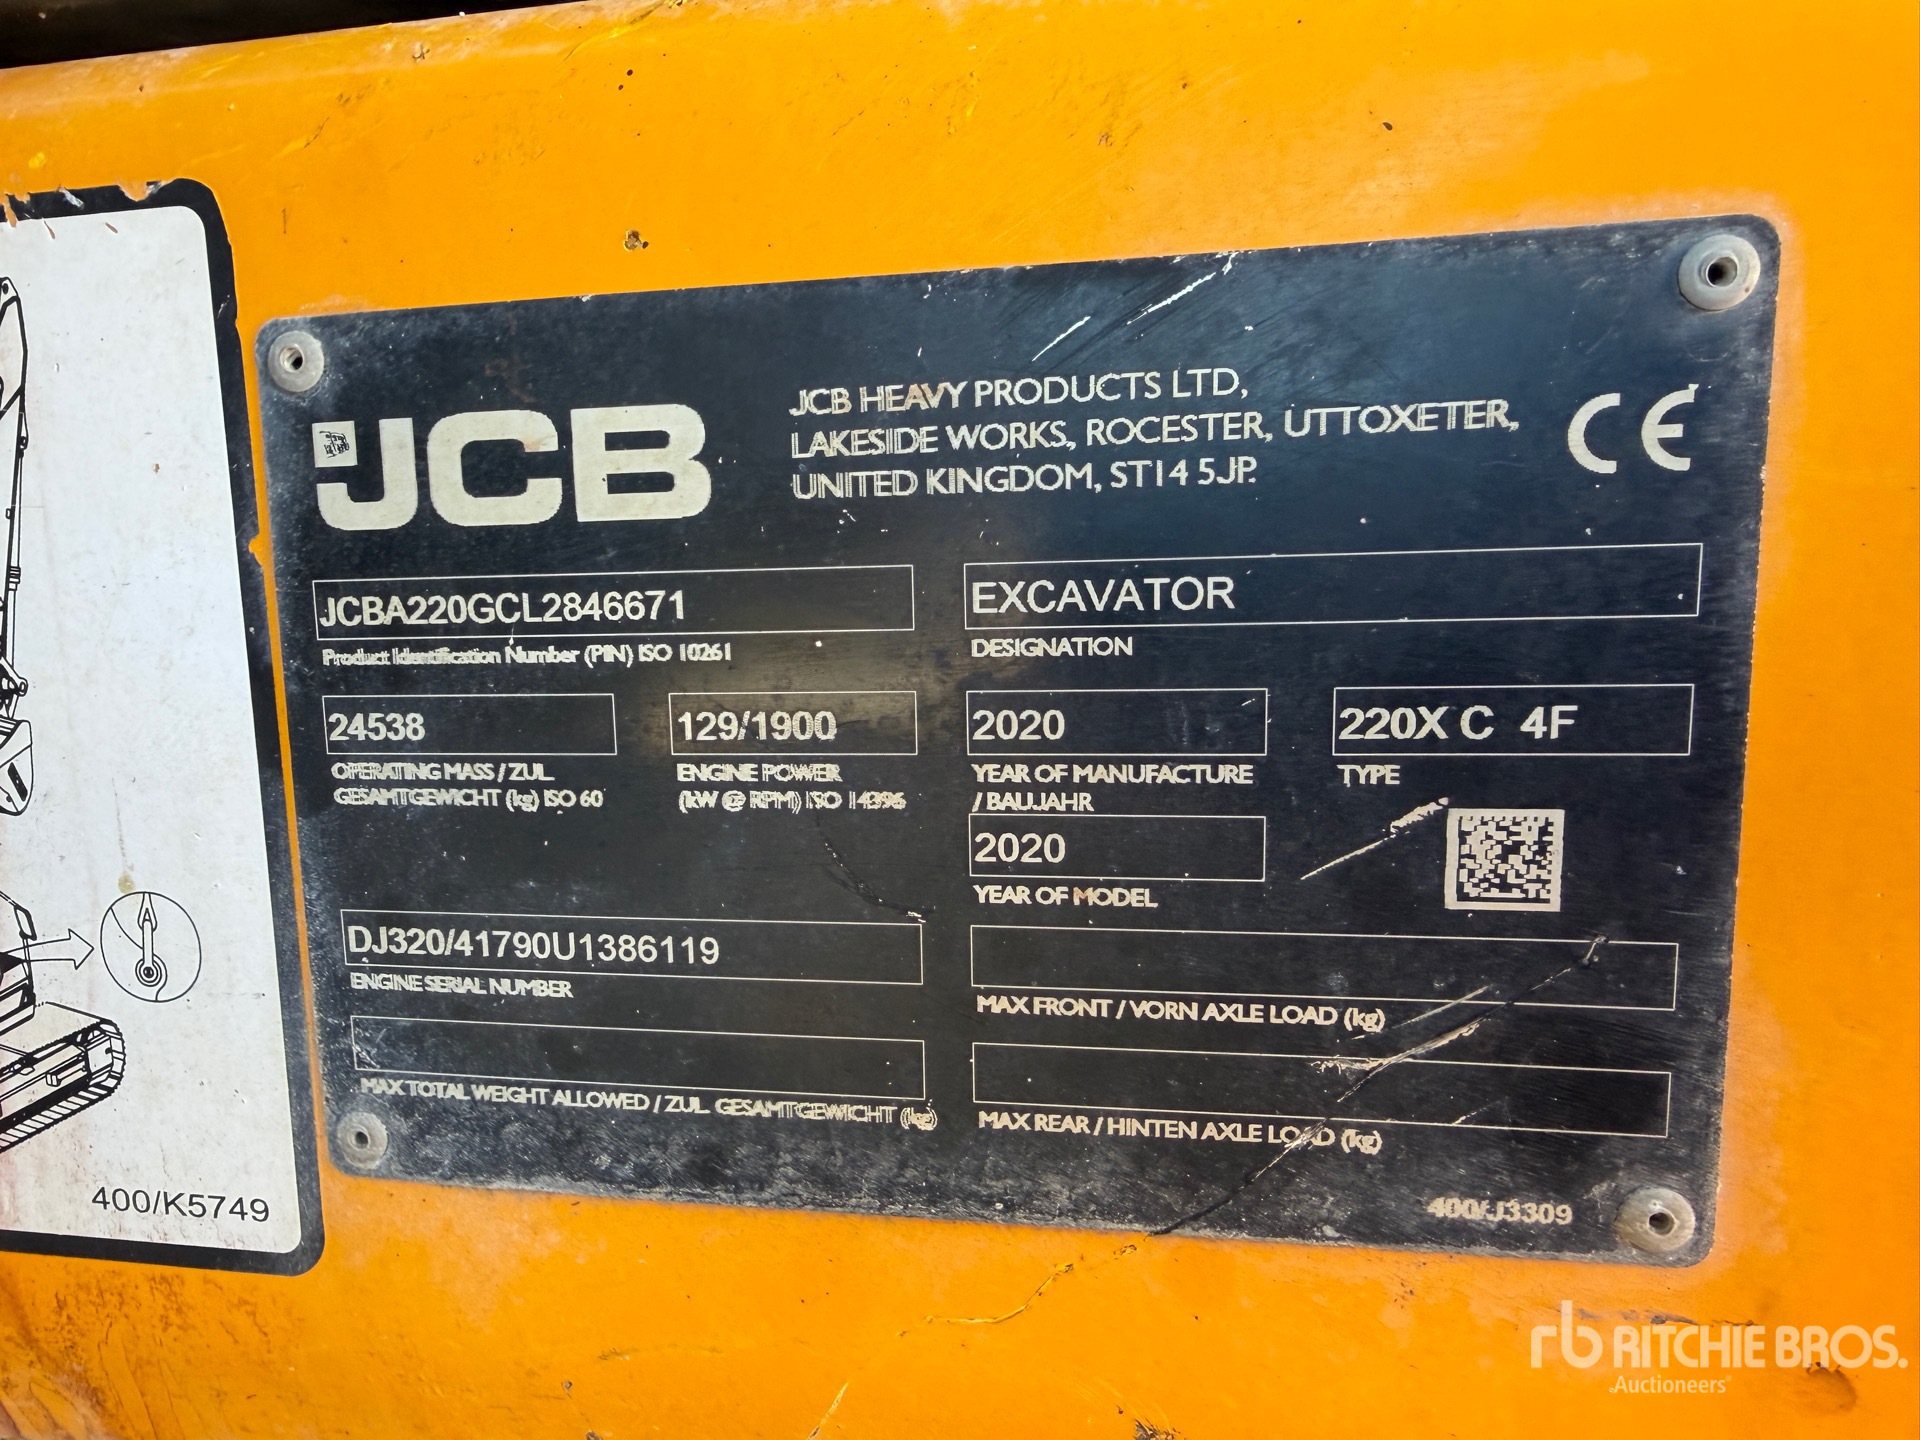 JCB
JCB HEAVY PRODUCTS LTD,
LAKESIDE WORKS, ROCESTER, UTTOXETER,
UNITED KINGDOM, ST14 5JP.
CE
JCBA220GCL2846671
Product Identification Number (PIN) ISO 10261
EXCAVATOR
DESIGNATION
24538
OPERATING MASS / ZUL.
GESAMTGEWICHT (kg) ISO 60
129/1900
ENGINE POWER
(kW @ RPM) ISO 14396
2020
YEAR OF MANUFACTURE
/ BAUJAHR
220X C 4F
TYPE
2020
YEAR OF MODEL
DJ320/41790U1386119
ENGINE SERIAL NUMBER
MAX FRONT / VORN AXLE LOAD (kg)
MAX TOTAL WEIGHT ALLOWED / ZUL. GESAMTGEWICHT (kg)
MAX REAR / HINTEN AXLE LOAD (kg)
400/J3309
400/K5749
rb RITCHIE BROS.
Auctioneers